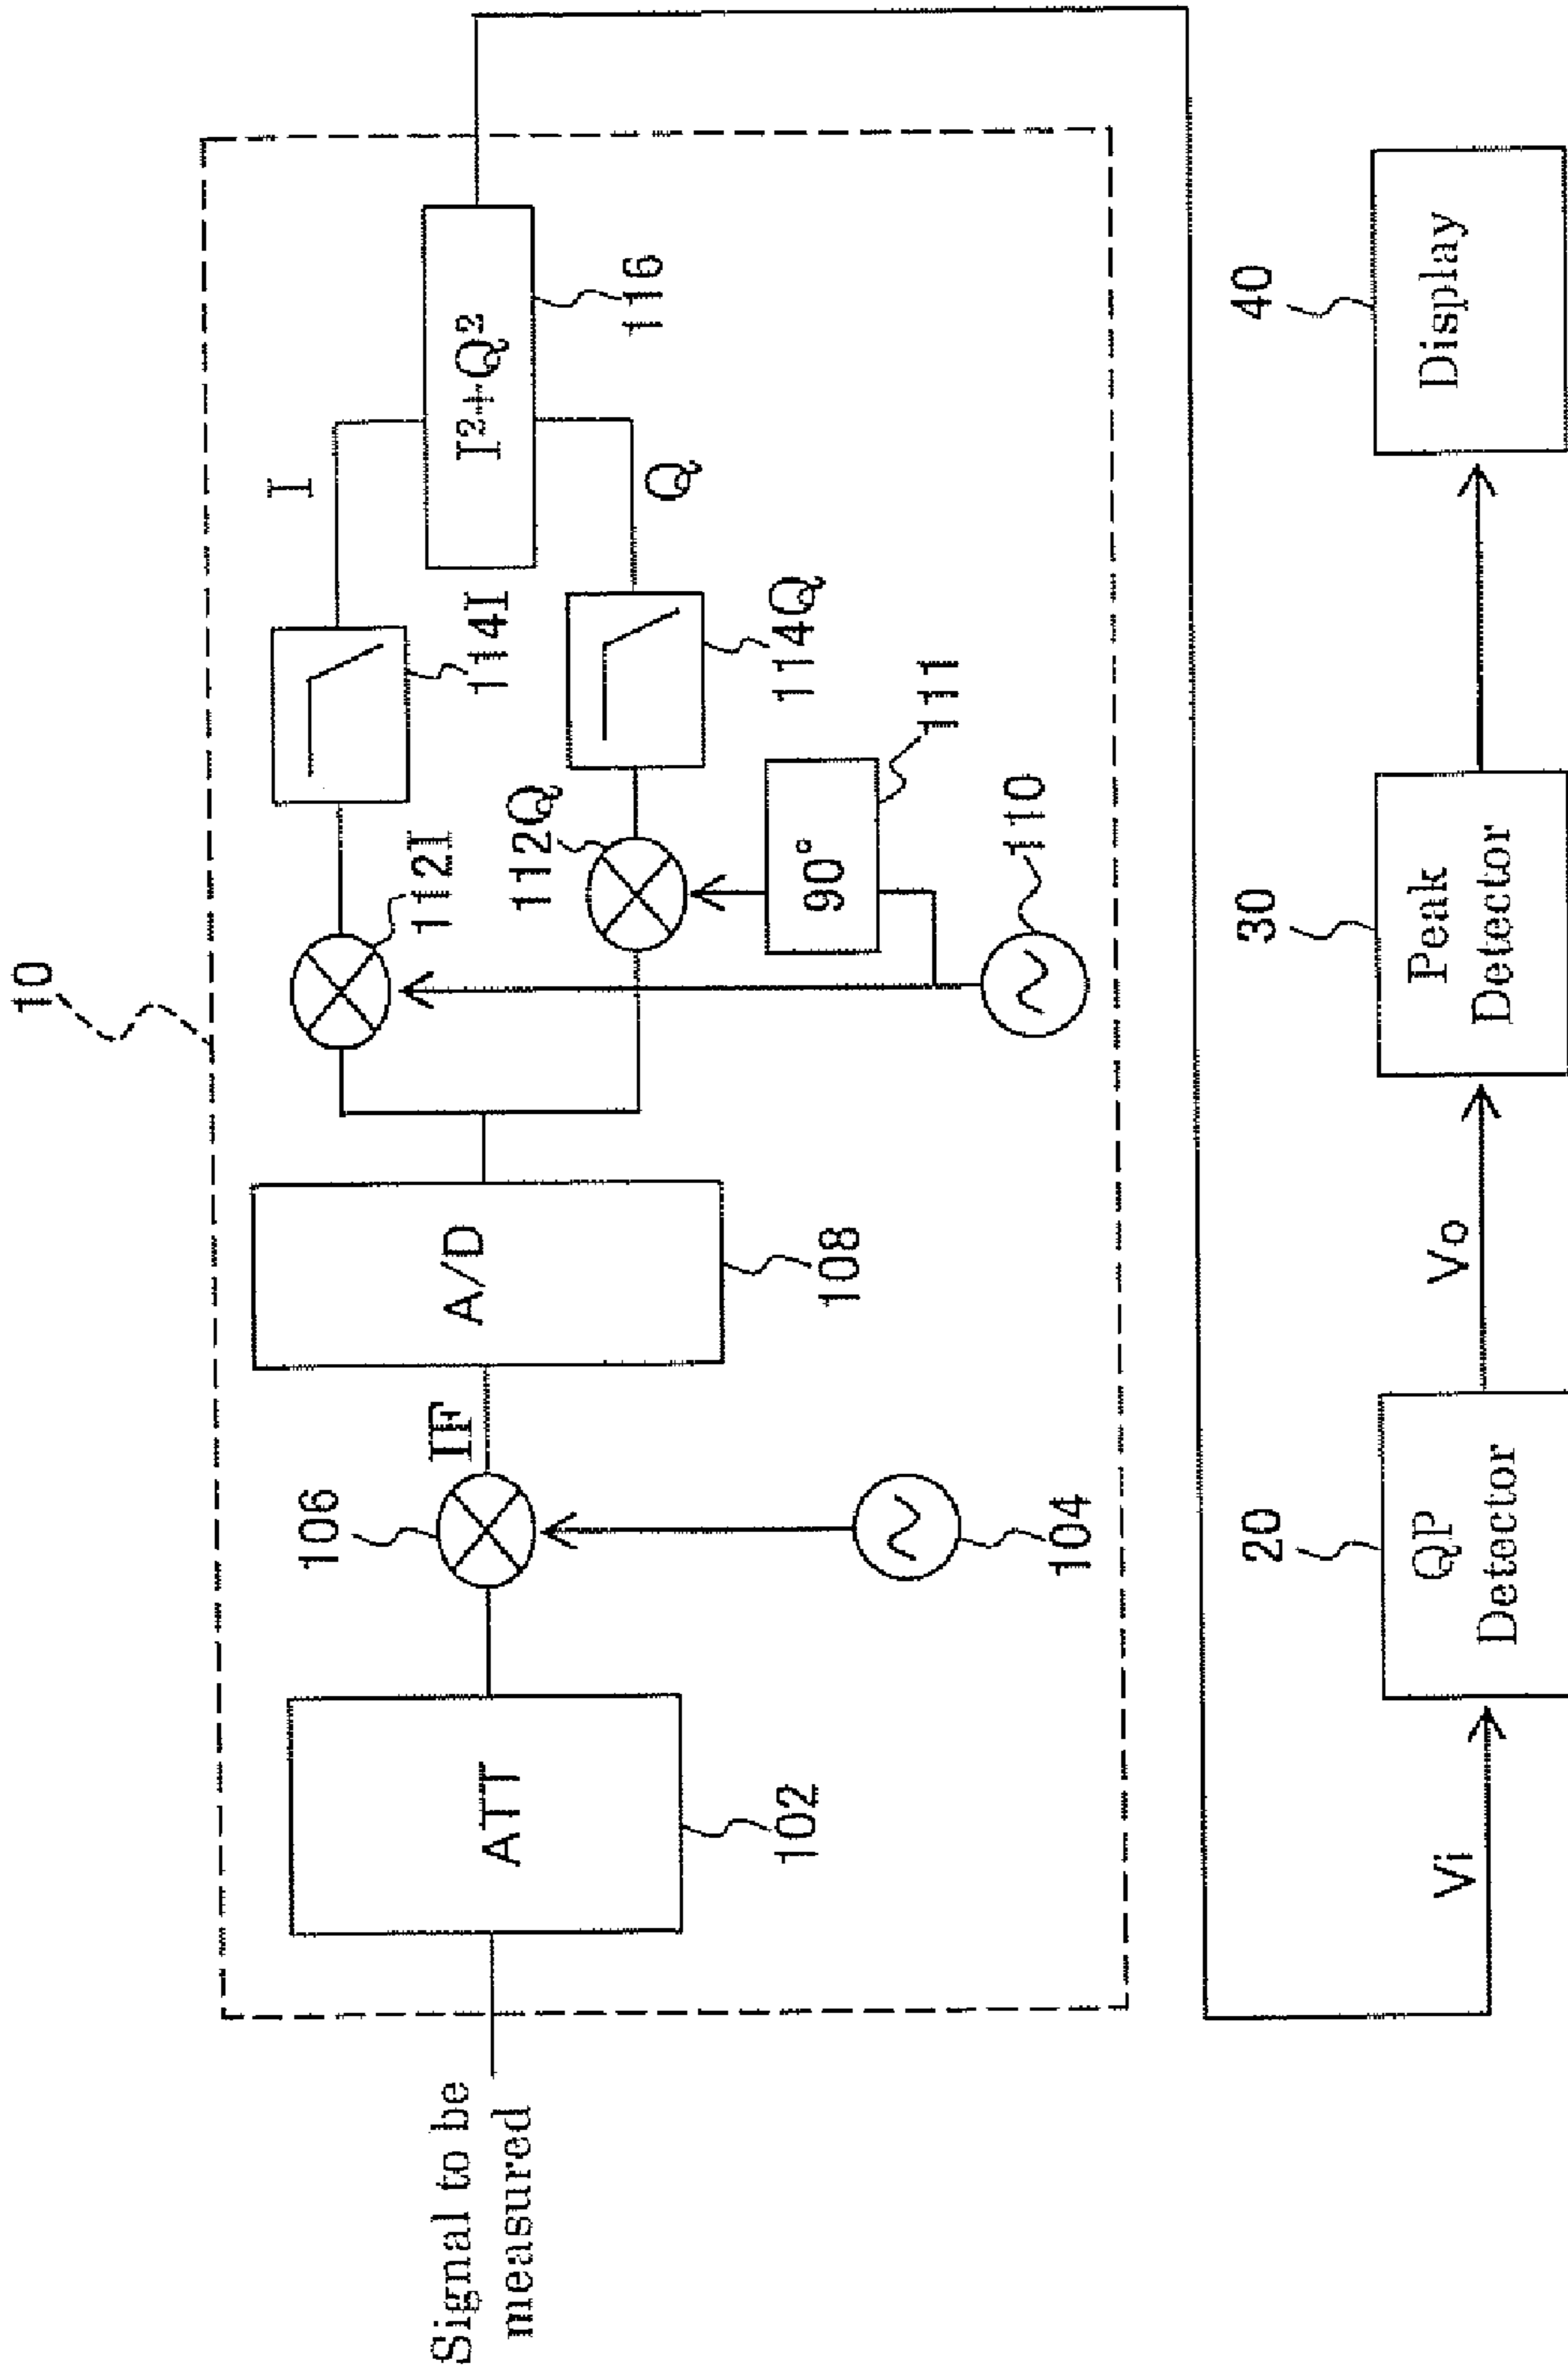 10
Signal to be
measured
ATT
102
106
104
IF
A/D
108
112I
112Q
90°
111
110
114I
114Q
I
Q
I²+Q²
116
Vi
QP
Detector
20
Vo
Peak
Detector
30
Display
40